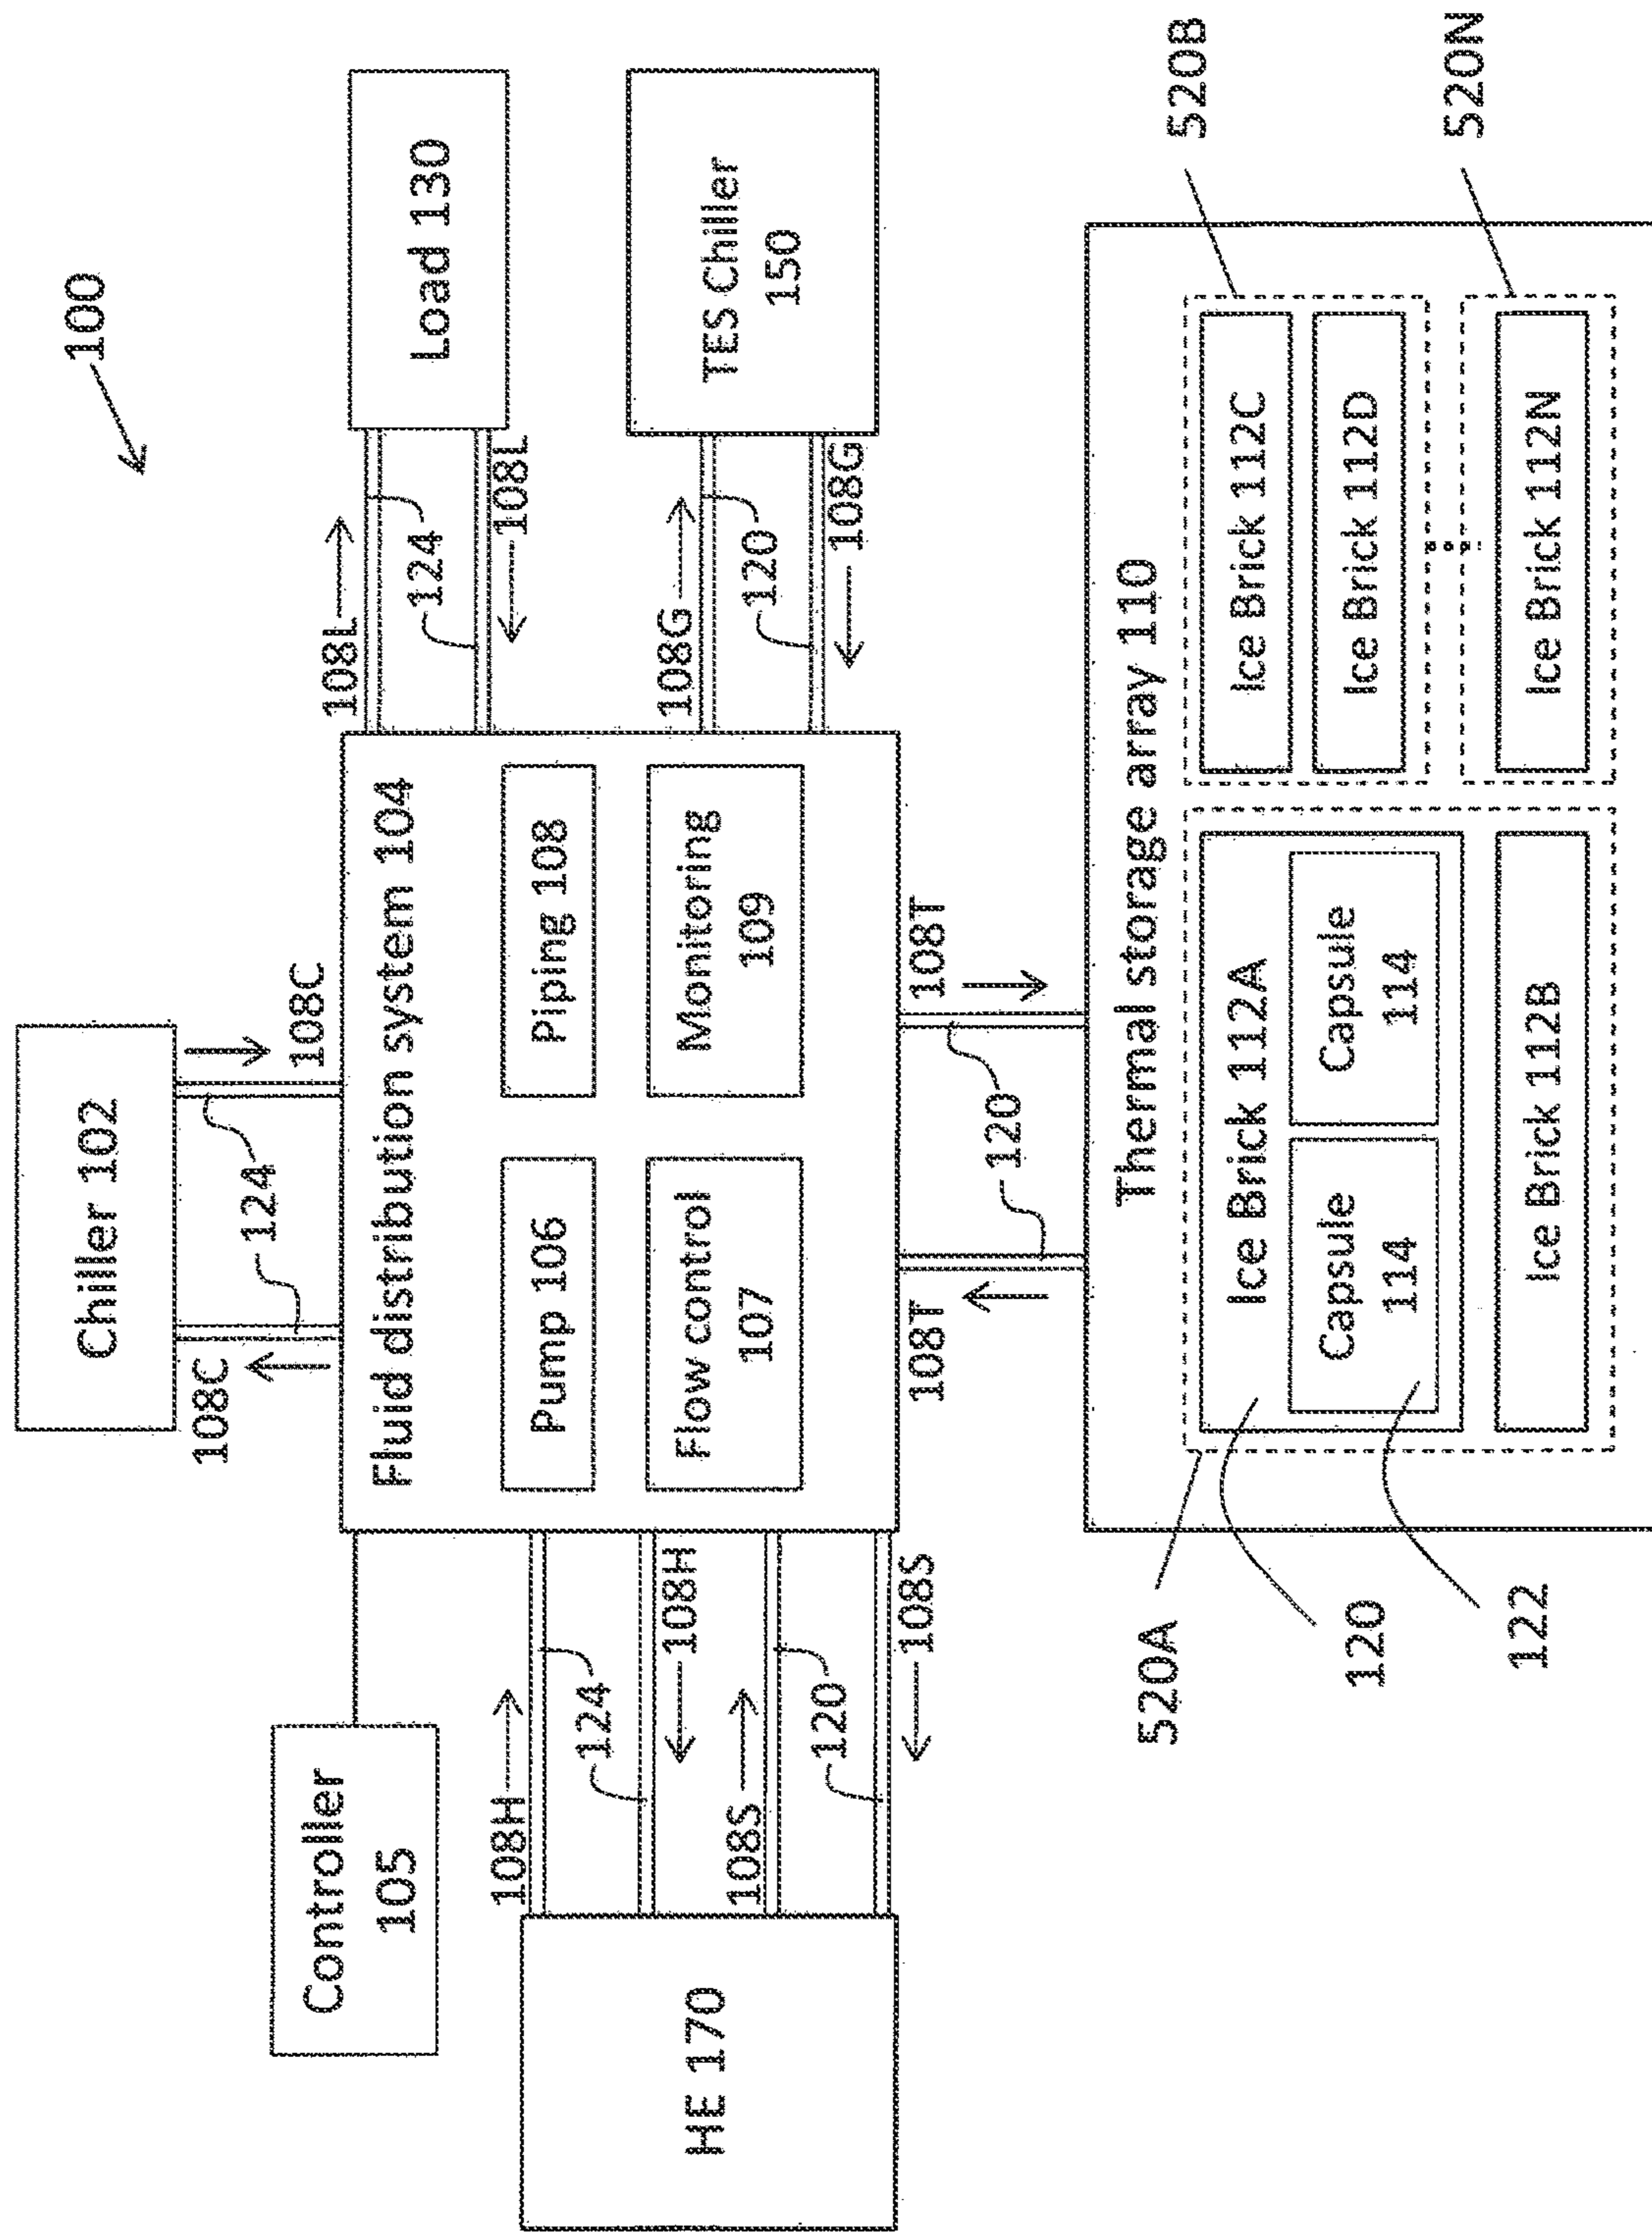 100
Chiller 102
108C
108C
124
Controller
105
Fluid distribution system 104
Pump 106
Piping 108
Flow control
107
Monitoring
109
HE 170
108H
124
108H
108S
120
108S
108L
124
108L
Load 130
108G
120
108G
TES Chiller
150
108T
120
108T
Thermal storage array 110
520A
Ice Brick 112A
Capsule
114
Capsule
114
Ice Brick 112B
120
122
Ice Brick 112C
Ice Brick 112D
Ice Brick 112N
520B
520N